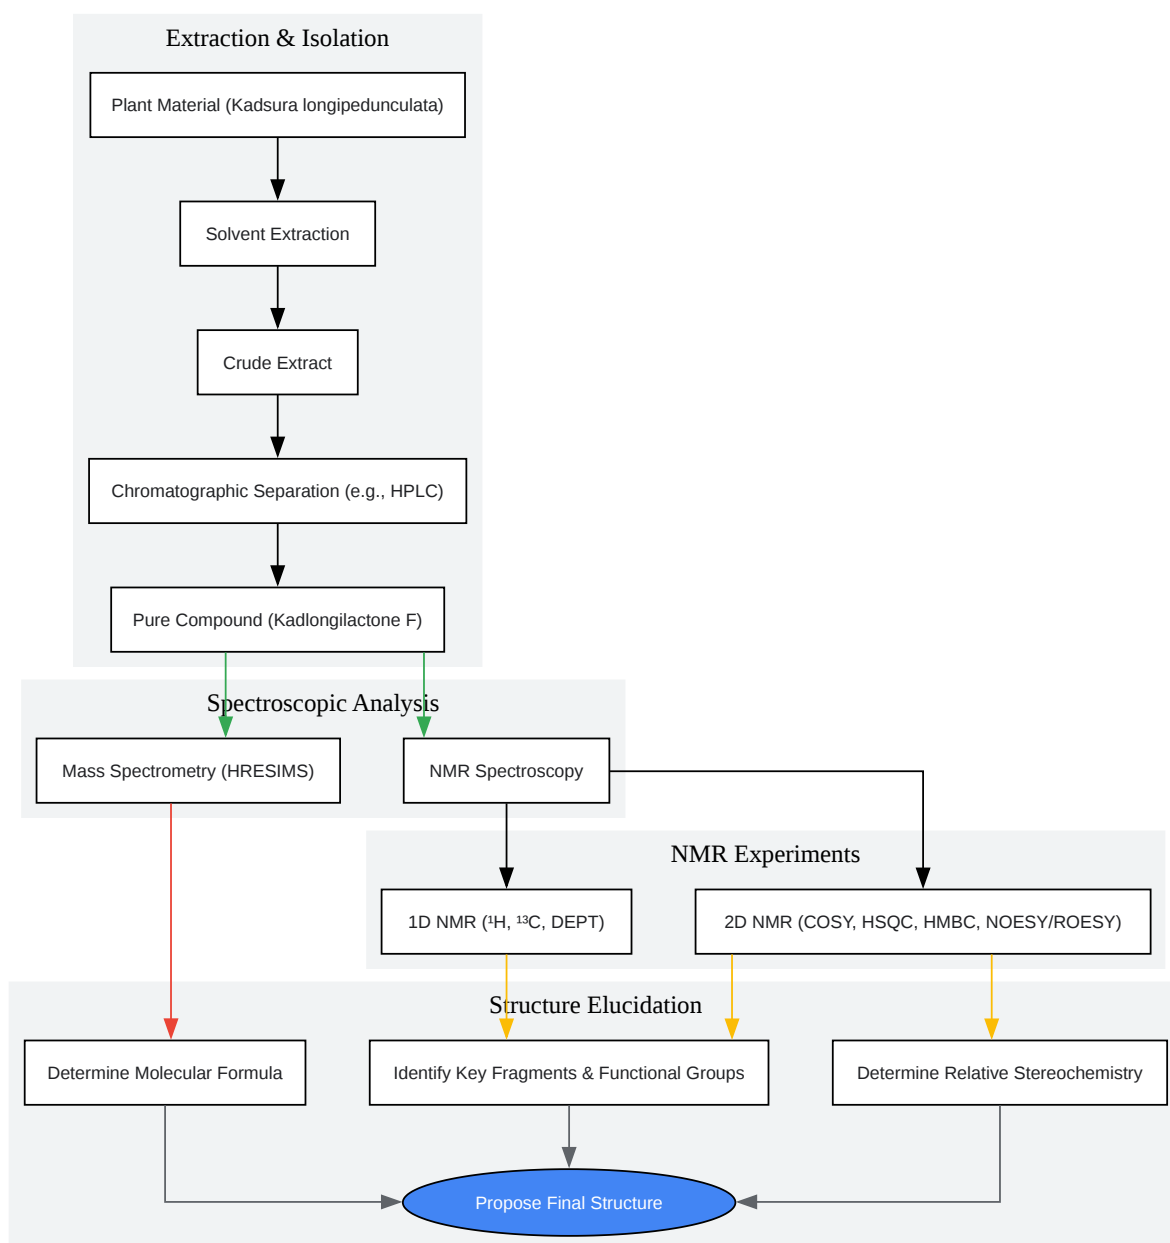 Extraction & Isolation
Plant Material (Kadsura longipedunculata)
Solvent Extraction
Crude Extract
Chromatographic Separation (e.g., HPLC)
Pure Compound (Kadlongilactone F)
Spectroscopic Analysis
Mass Spectrometry (HRESIMS)
NMR Spectroscopy
NMR Experiments
1D NMR (¹H, ¹³C, DEPT)
2D NMR (COSY, HSQC, HMBC, NOESY/ROESY)
Structure Elucidation
Determine Molecular Formula
Identify Key Fragments & Functional Groups
Determine Relative Stereochemistry
Propose Final Structure